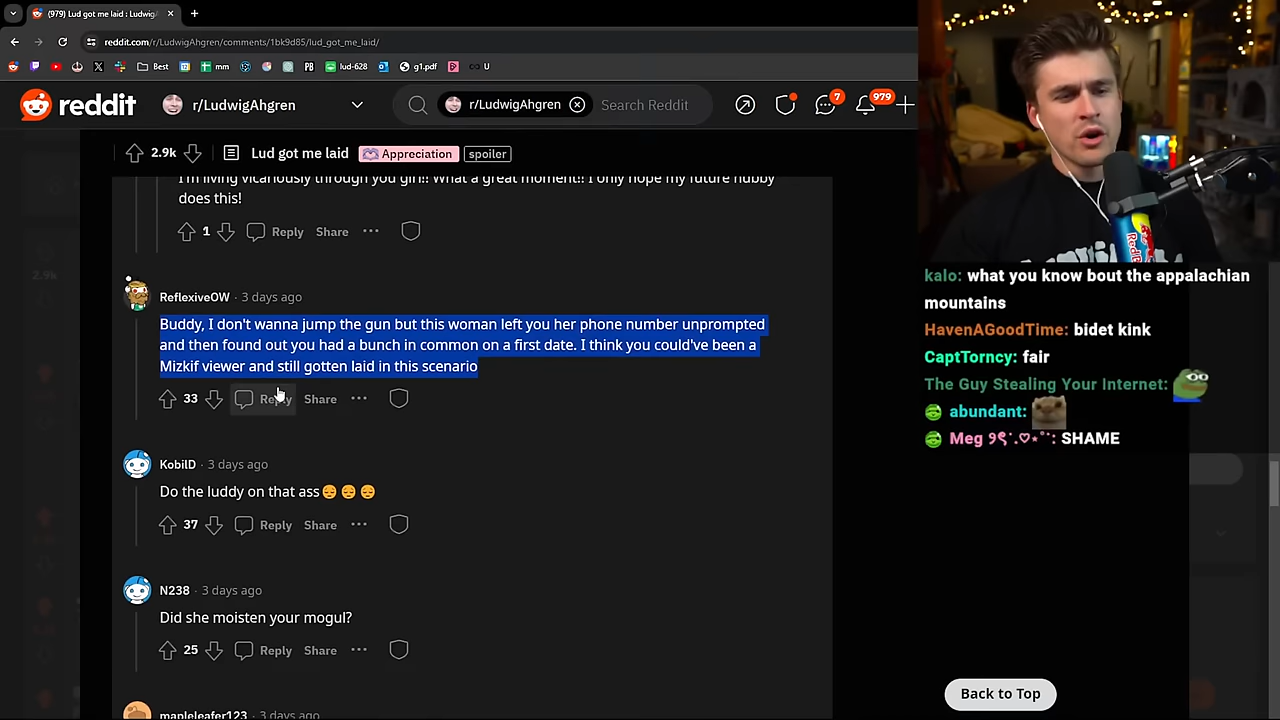 (979) Lud got me laid : Ludwig
reddit.com/r/LudwigAhgren/comments/1bk9d85/lud_got_me_laid/
Best mm PB lud-628 g1.pdf U
reddit r/LudwigAhgren r/LudwigAhgren Search Reddit 7 979
2.9k Lud got me laid Appreciation spoiler
I'm living vicariously through you girl!! What a great moment!! I only hope my future hubby
does this!
1 Reply Share
ReflexiveOW · 3 days ago
Buddy, I don't wanna jump the gun but this woman left you her phone number unprompted
and then found out you had a bunch in common on a first date. I think you could've been a
Mizkif viewer and still gotten laid in this scenario
33 Reply Share
KobilD · 3 days ago
Do the luddy on that ass😔 😔 😔
37 Reply Share
N238 · 3 days ago
Did she moisten your mogul?
25 Reply Share
mapleleafer123 · 3 days ago
kalo: what you know bout the appalachian
mountains
HavenAGoodTime: bidet kink
CaptTorncy: fair
The Guy Stealing Your Internet:
abundant:
Meg ୨ৎ˙.♡⋆°˙: SHAME
Back to Top